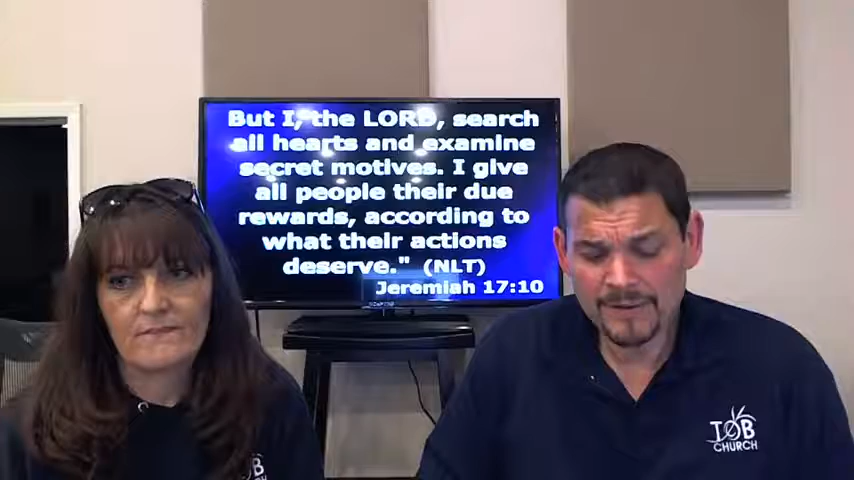 But I, the LORD, search
all hearts and examine
secret motives. I give
all people their due
rewards, according to
what their actions
deserve." (NLT)
Jeremiah 17:10
TOB
CHURCH